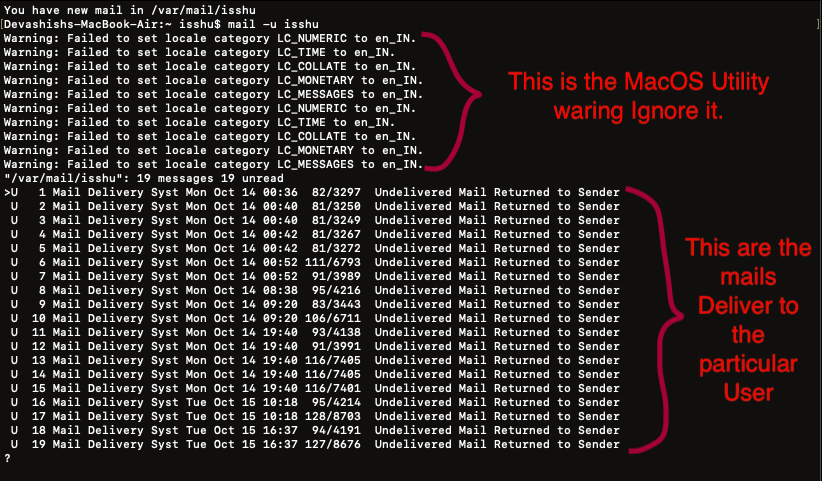 You have new mail in /var/mail/isshu
[Devashishs-MacBook-Air:~ isshu$ mail -u isshu ]
Warning: Failed to set locale category LC_NUMERIC to en_IN.
Warning: Failed to set locale category LC_TIME to en_IN.
Warning: Failed to set locale category LC_COLLATE to en_IN.
Warning: Failed to set locale category LC_MONETARY to en_IN.
Warning: Failed to set locale category LC_MESSAGES to en_IN.
Warning: Failed to set locale category LC_NUMERIC to en_IN.
Warning: Failed to set locale category LC_TIME to en_IN.
Warning: Failed to set locale category LC_COLLATE to en_IN.
Warning: Failed to set locale category LC_MONETARY to en_IN.
Warning: Failed to set locale category LC_MESSAGES to en_IN.
This is the MacOS Utility
waring Ignore it.
"/var/mail/isshu": 19 messages 19 unread
>U   1 Mail Delivery Syst Mon Oct 14 00:36  82/3297  Undelivered Mail Returned to Sender
 U   2 Mail Delivery Syst Mon Oct 14 00:40  81/3250  Undelivered Mail Returned to Sender
 U   3 Mail Delivery Syst Mon Oct 14 00:40  81/3249  Undelivered Mail Returned to Sender
 U   4 Mail Delivery Syst Mon Oct 14 00:42  81/3267  Undelivered Mail Returned to Sender
 U   5 Mail Delivery Syst Mon Oct 14 00:42  81/3272  Undelivered Mail Returned to Sender
 U   6 Mail Delivery Syst Mon Oct 14 00:52 111/6793  Undelivered Mail Returned to Sender
 U   7 Mail Delivery Syst Mon Oct 14 00:52  91/3989  Undelivered Mail Returned to Sender
 U   8 Mail Delivery Syst Mon Oct 14 08:38  95/4216  Undelivered Mail Returned to Sender
 U   9 Mail Delivery Syst Mon Oct 14 09:20  83/3443  Undelivered Mail Returned to Sender
 U  10 Mail Delivery Syst Mon Oct 14 09:20 106/6711  Undelivered Mail Returned to Sender
 U  11 Mail Delivery Syst Mon Oct 14 19:40  93/4138  Undelivered Mail Returned to Sender
 U  12 Mail Delivery Syst Mon Oct 14 19:40  91/3991  Undelivered Mail Returned to Sender
 U  13 Mail Delivery Syst Mon Oct 14 19:40 116/7405  Undelivered Mail Returned to Sender
 U  14 Mail Delivery Syst Mon Oct 14 19:40 116/7405  Undelivered Mail Returned to Sender
 U  15 Mail Delivery Syst Mon Oct 14 19:40 116/7401  Undelivered Mail Returned to Sender
 U  16 Mail Delivery Syst Tue Oct 15 10:18  95/4214  Undelivered Mail Returned to Sender
 U  17 Mail Delivery Syst Tue Oct 15 10:18 128/8703  Undelivered Mail Returned to Sender
 U  18 Mail Delivery Syst Tue Oct 15 16:37  94/4191  Undelivered Mail Returned to Sender
 U  19 Mail Delivery Syst Tue Oct 15 16:37 127/8676  Undelivered Mail Returned to Sender
?
This are the
mails
Deliver to
the
particular
User